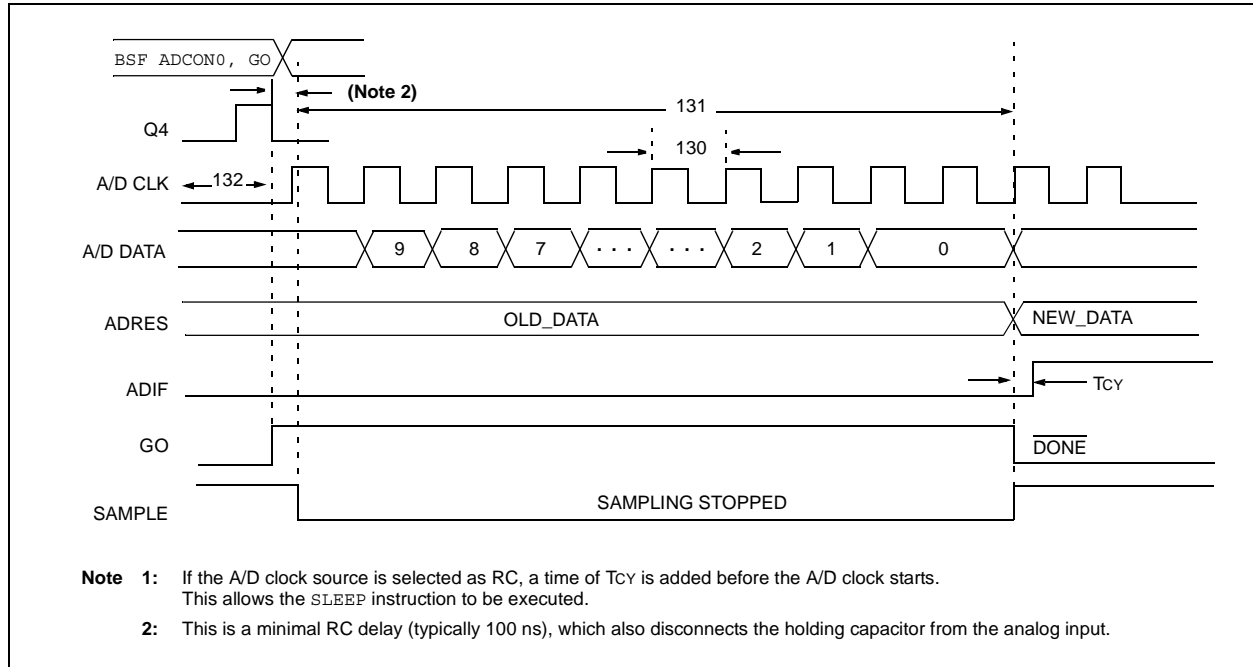 BSF ADCON0, GO
(Note 2)
131
Q4
130
A/D CLK
132
A/D DATA
9 8 7 · · · · · · 2 1 0
ADRES
OLD_DATA
NEW_DATA
ADIF
TCY
GO
DONE
SAMPLE
SAMPLING STOPPED
Note 1: If the A/D clock source is selected as RC, a time of TCY is added before the A/D clock starts.
This allows the SLEEP instruction to be executed.
2: This is a minimal RC delay (typically 100 ns), which also disconnects the holding capacitor from the analog input.